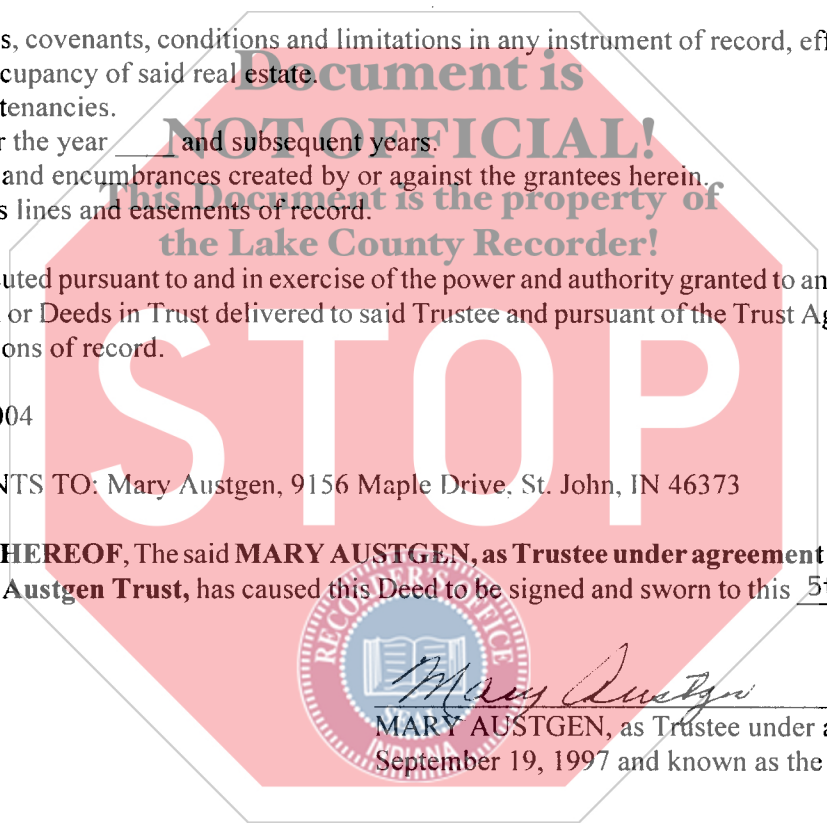 s, covenants, conditions and limitations in any instrument of record, eff
Document is
cupancy of said real estate.
tenancies.
r the year ____ and subsequent years.
NOT OFFICIAL!
and encumbrances created by or against the grantees herein.
This Document is the property of
s lines and easements of record.
the Lake County Recorder!
uted pursuant to and in exercise of the power and authority granted to an
or Deeds in Trust delivered to said Trustee and pursuant of the Trust Ag
ons of record.
STOP
004
NTS TO: Mary Austgen, 9156 Maple Drive, St. John, IN 46373
HEREOF, The said MARY AUSTGEN, as Trustee under agreement
Austgen Trust, has caused this Deed to be signed and sworn to this 5t
RECORDER'S OFFICE
SEAL
INDIANA
Mary Austgen
MARY AUSTGEN, as Trustee under a
September 19, 1997 and known as the